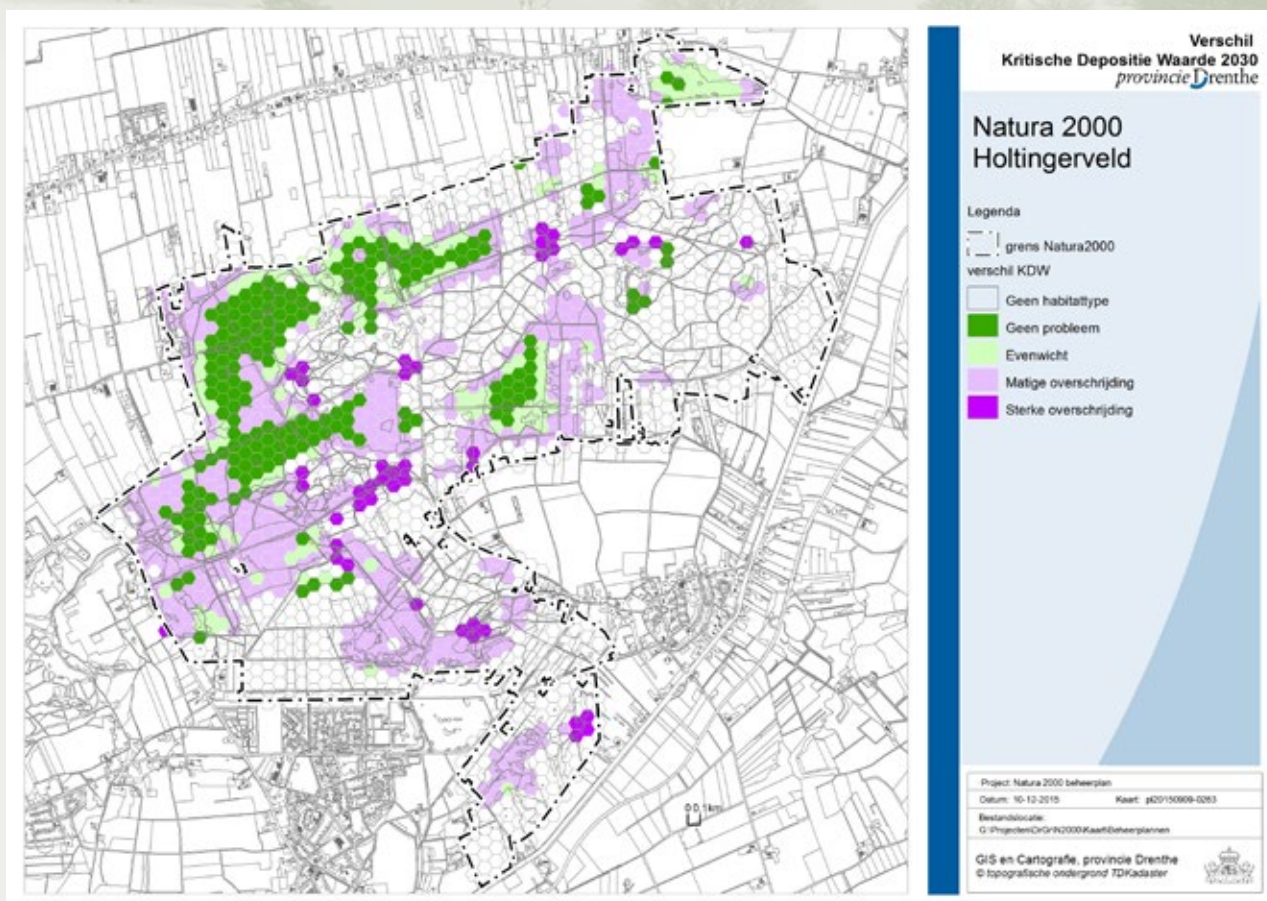 Verschil
Kritische Depositie Waarde 2030
provincie Drenthe
Natura 2000
Holtingerveld
Legenda
grens Natura2000
verschil KDW
Geen habitattype
Geen probleem
Evenwicht
Matige overschrijding
Sterke overschrijding
Project: Natura 2000 beheerplan
Datum: 10-12-2015 Kaart:
Bestandslocatie:
GIS en Cartografie, provincie Drenthe
© topografische ondergrond TDKadaster